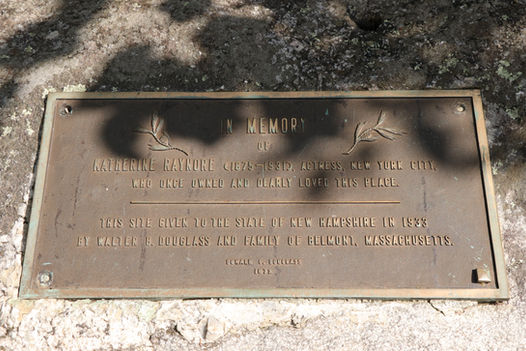 IN MEMORY
OF
KATHERINE RAYNORE (1875-1931), ACTRESS, NEW YORK CITY,
WHO ONCE OWNED AND DEARLY LOVED THIS PLACE.
THIS SITE GIVEN TO THE STATE OF NEW HAMPSHIRE IN 1933
BY WALTER B. DOUGLASS AND FAMILY OF BELMONT, MASSACHUSETTS.
DOUGLASS